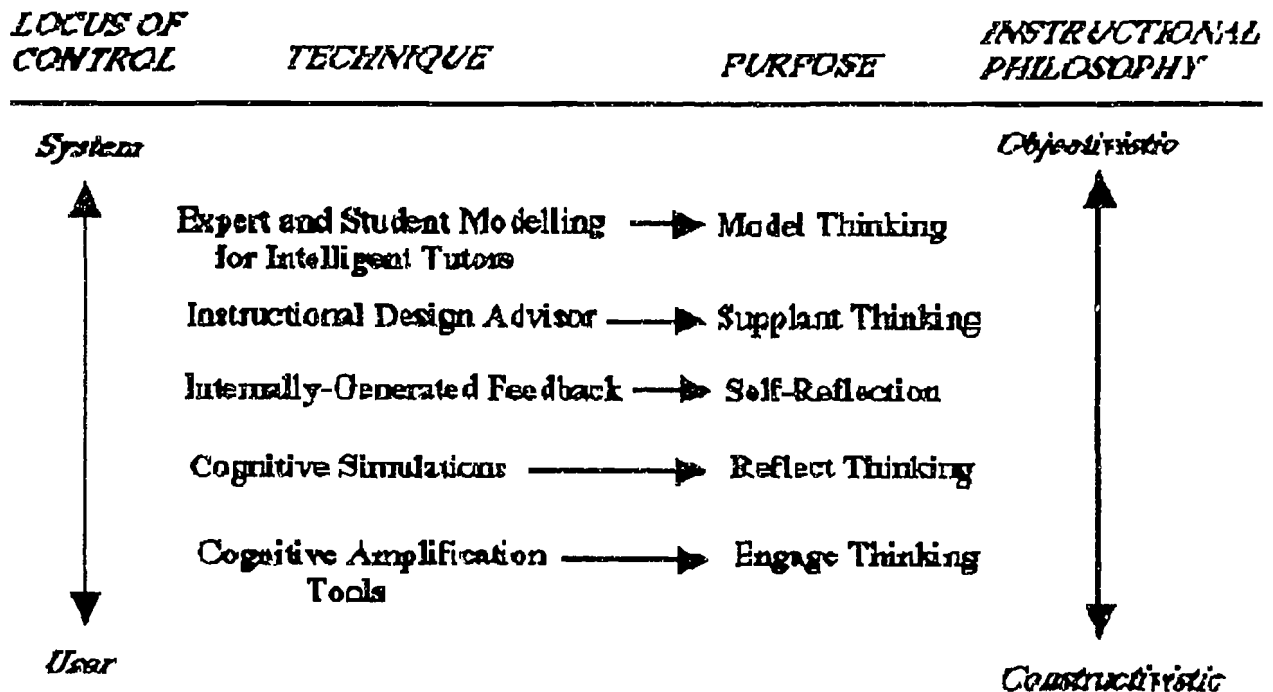 LOCUS OF
CONTROL
TECHNIQUE
PURPOSE
INSTRUCTIONAL
PHILOSOPHY
System
Objectivistic
Expert and Student Modelling
for Intelligent Tutors
Model Thinking
Instructional Design Advisor
Supplant Thinking
Internally-Generated Feedback
Self-Reflection
Cognitive Simulations
Reflect Thinking
Cognitive Amplification
Tools
Engage Thinking
User
Constructivistic